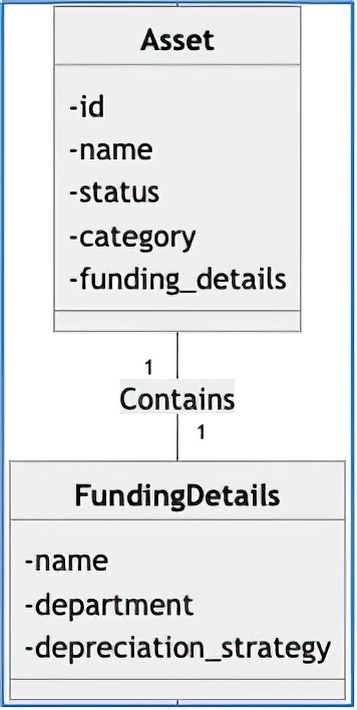 Asset
-id
-name
-status
-category
-funding_details
1
Contains
1
FundingDetails
-name
-department
-depreciation_strategy